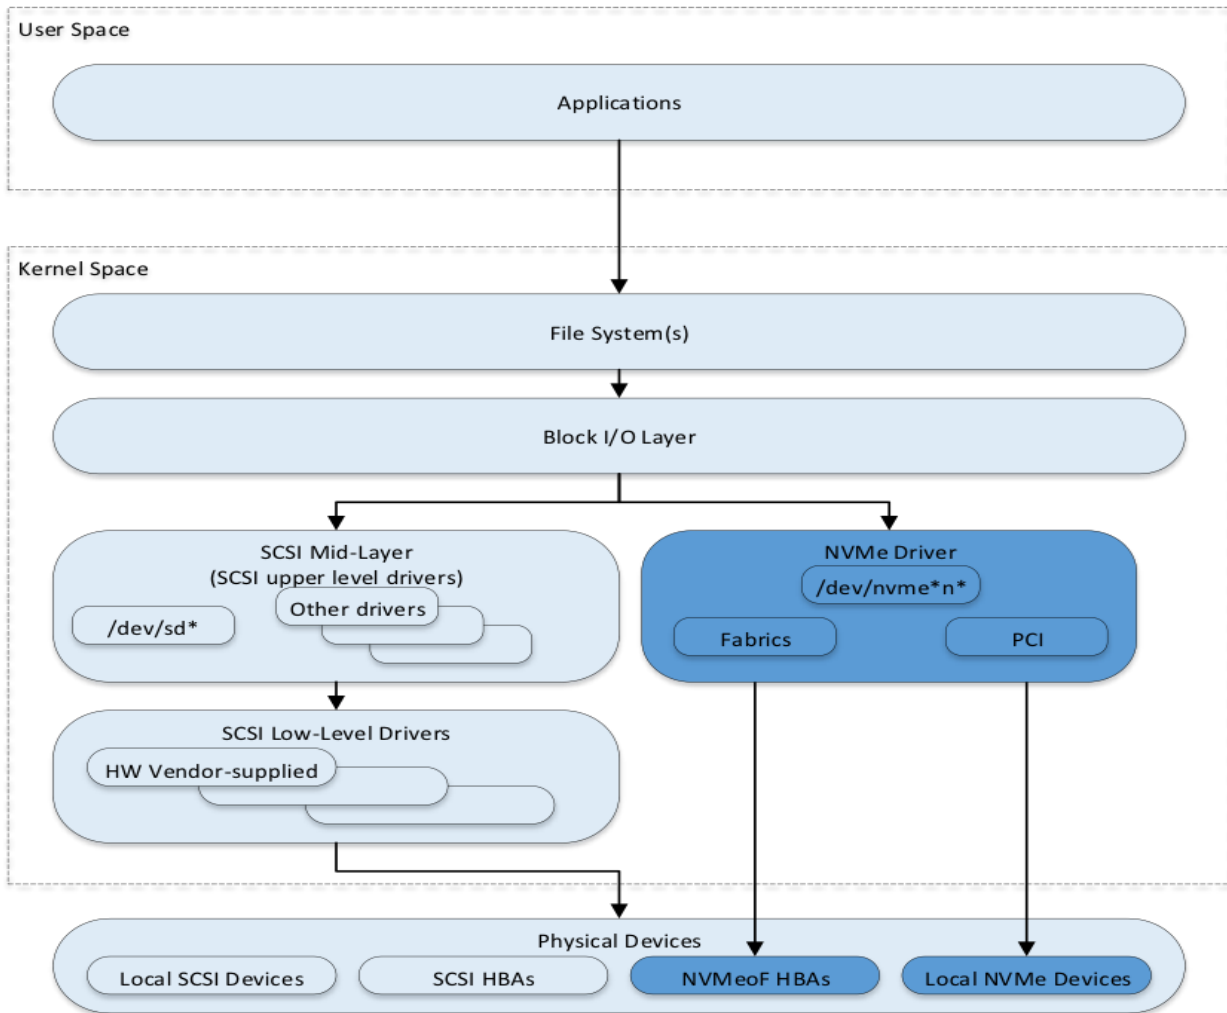 User Space
Applications
Kernel Space
File System(s)
Block I/O Layer
SCSI Mid-Layer
(SCSI upper level drivers)
/dev/sd*
Other drivers
NVMe Driver
/dev/nvme*n*
Fabrics
PCI
SCSI Low-Level Drivers
HW Vendor-supplied
Physical Devices
Local SCSI Devices
SCSI HBAs
NVMeoF HBAs
Local NVMe Devices